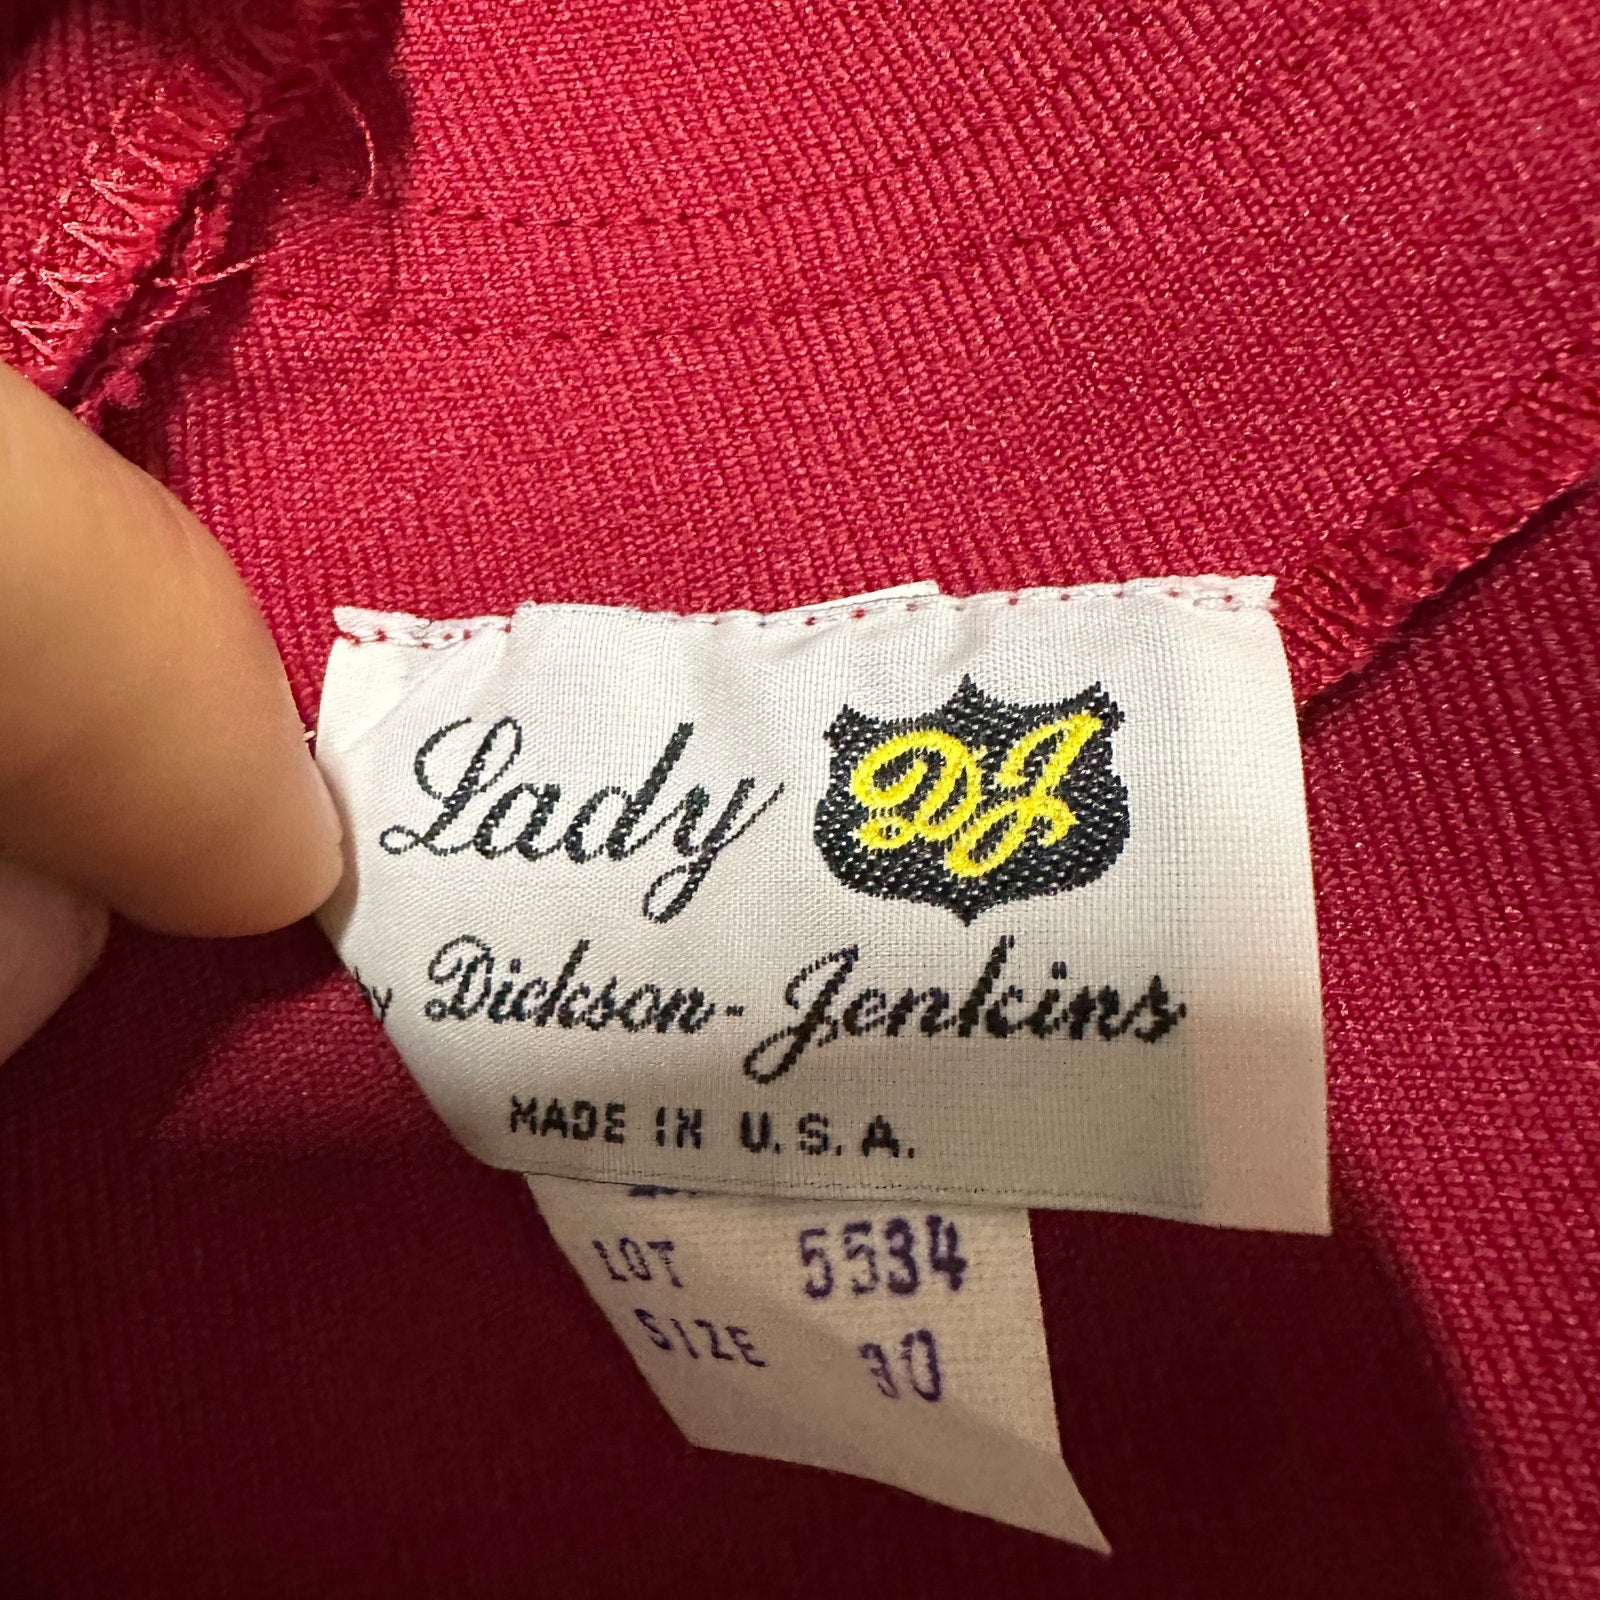 Lady DJ
by Dickson-Jenkins
MADE IN U.S.A.
LOT 5534
SIZE 30